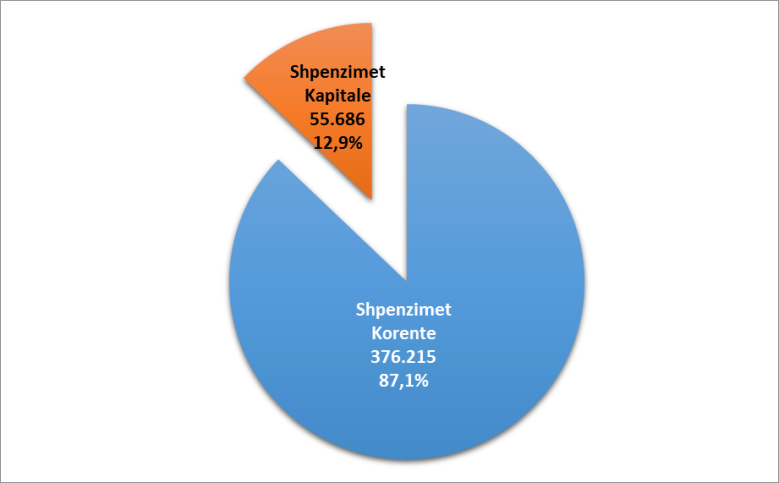 Shpenzimet
Kapitale
55.686
12,9%
Shpenzimet
Korente
376.215
87,1%